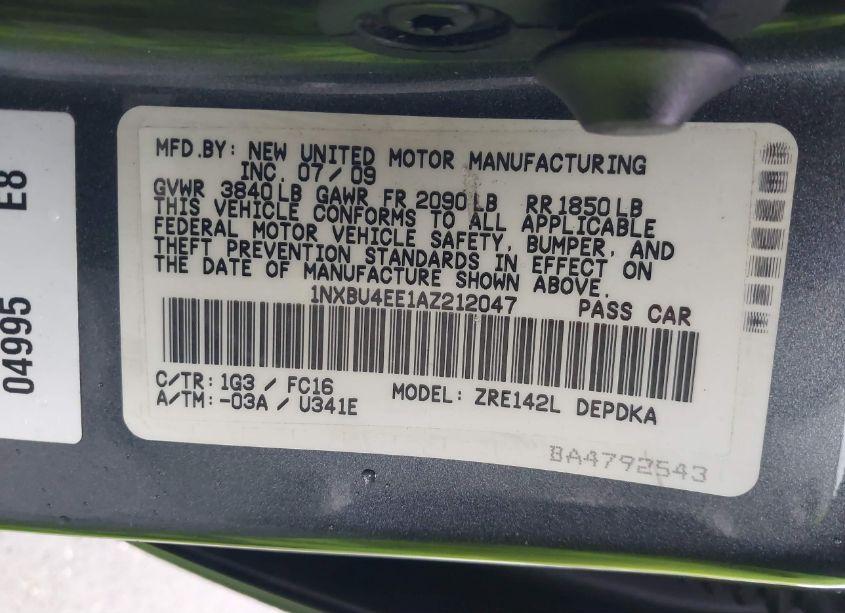 MFD.BY: NEW UNITED MOTOR MANUFACTURING
INC. 07/09
GVWR 3840LB GAWR FR 2090LB RR 1850LB
THIS VEHICLE CONFORMS TO ALL APPLICABLE
FEDERAL MOTOR VEHICLE SAFETY, BUMPER, AND
THEFT PREVENTION STANDARDS IN EFFECT ON
THE DATE OF MANUFACTURE SHOWN ABOVE.
1NXBU4EE1AZ212047 PASS CAR
C/TR: 1G3 / FC16
A/TM: -03A / U341E
MODEL: ZRE142L DEPDKA
BA4792543
04995 E8